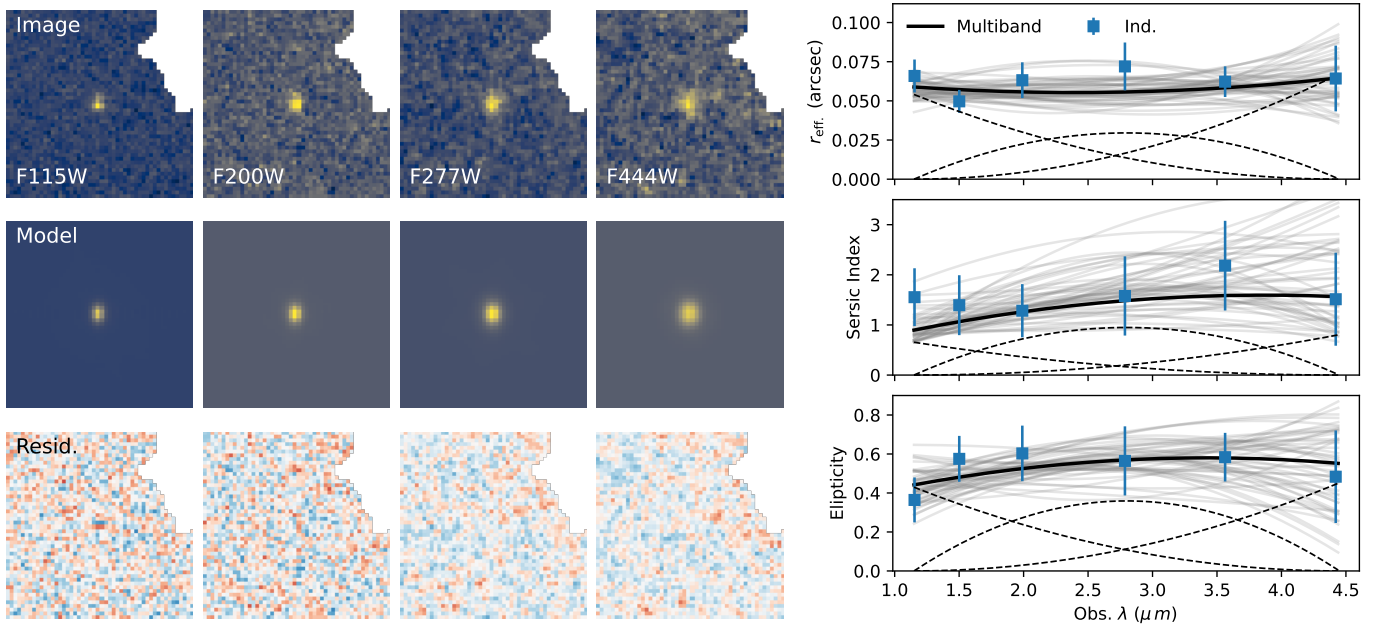 Image
F115W
F200W
F277W
F444W
Model
Resid.
0.100
0.075
0.050
0.025
0.000
r_eff. (arcsec)
Multiband
Ind.
3
2
1
0
Sersic Index
0.8
0.6
0.4
0.2
0.0
Elipticity
1.0 1.5 2.0 2.5 3.0 3.5 4.0 4.5
Obs. λ (μm)